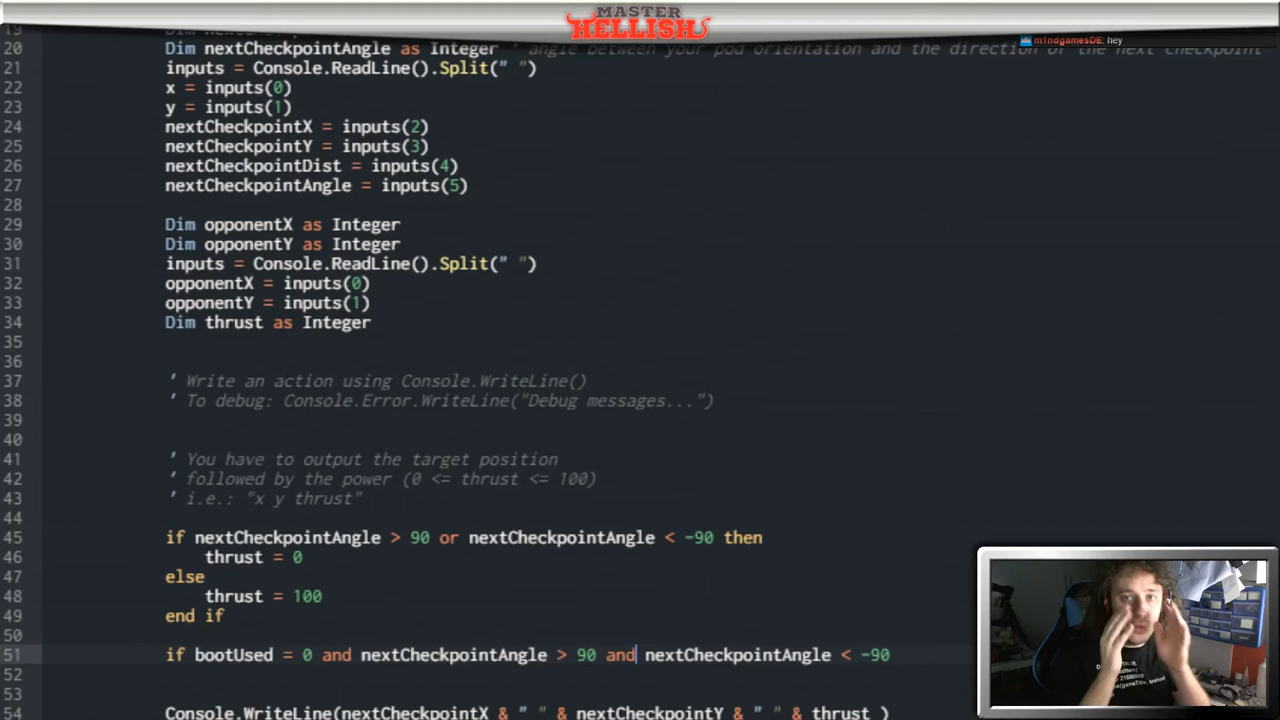 MASTER
HELLISH
m1ndgamesDE: hey
19
20 Dim nextCheckpointAngle as Integer ' angle between your pod orientation and the direction of the next checkpoint
21 inputs = Console.ReadLine().Split(" ")
22 x = inputs(0)
23 y = inputs(1)
24 nextCheckpointX = inputs(2)
25 nextCheckpointY = inputs(3)
26 nextCheckpointDist = inputs(4)
27 nextCheckpointAngle = inputs(5)
28
29 Dim opponentX as Integer
30 Dim opponentY as Integer
31 inputs = Console.ReadLine().Split(" ")
32 opponentX = inputs(0)
33 opponentY = inputs(1)
34 Dim thrust as Integer
35
36
37 ' Write an action using Console.WriteLine()
38 ' To debug: Console.Error.WriteLine("Debug messages...")
39
40
41 ' You have to output the target position
42 ' followed by the power (0 <= thrust <= 100)
43 ' i.e.: "x y thrust"
44
45 if nextCheckpointAngle > 90 or nextCheckpointAngle < -90 then
46 thrust = 0
47 else
48 thrust = 100
49 end if
50
51 if bootUsed = 0 and nextCheckpointAngle > 90 and nextCheckpointAngle < -90
52
53
54 Console.WriteLine(nextCheckpointX & " " & nextCheckpointY & " " & thrust )